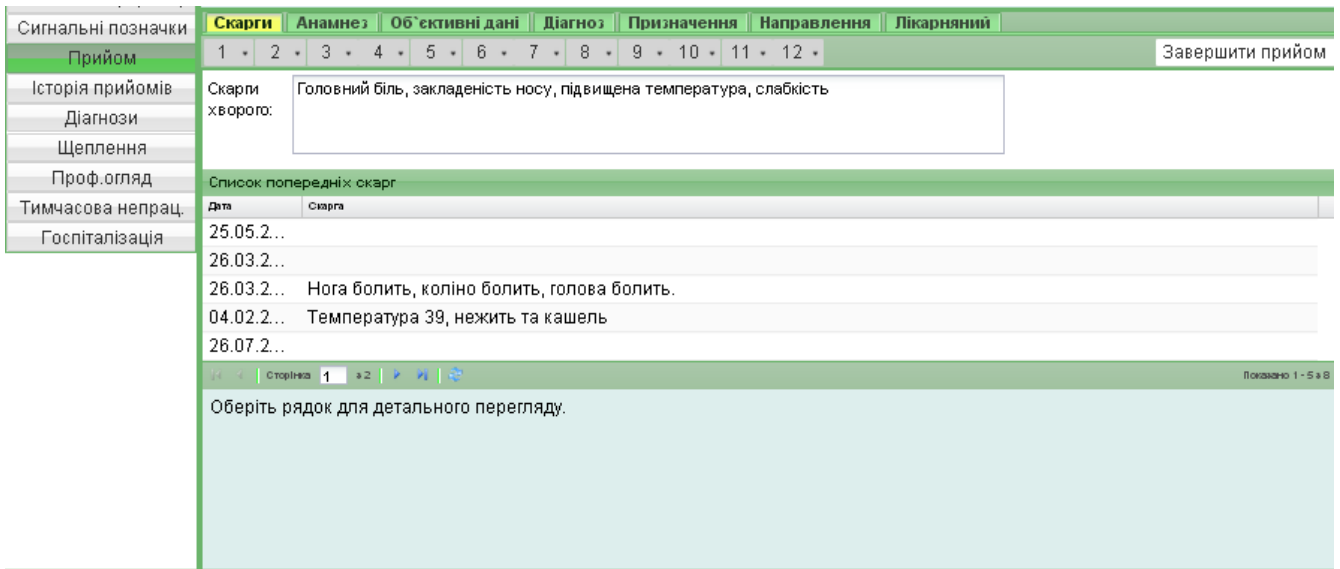 Сигнальні позначки
Прийом
Історія прийомів
Діагнози
Щеплення
Проф.огляд
Тимчасова непрац.
Госпіталізація
Скарги Анамнез Об`єктивні дані Діагноз Призначення Направлення Лікарняний
1 2 3 4 5 6 7 8 9 10 11 12 Завершити прийом
Скарги хворого:
Головний біль, закладеність носу, підвищена температура, слабкість
Список попередніх скарг
Дата Скарга
25.05.2...
26.03.2...
26.03.2... Нога болить, коліно болить, голова болить.
04.02.2... Температура 39, нежить та кашель
26.07.2...
Сторінка 1 з 2 Показано 1 - 5 з 8
Оберіть рядок для детального перегляду.